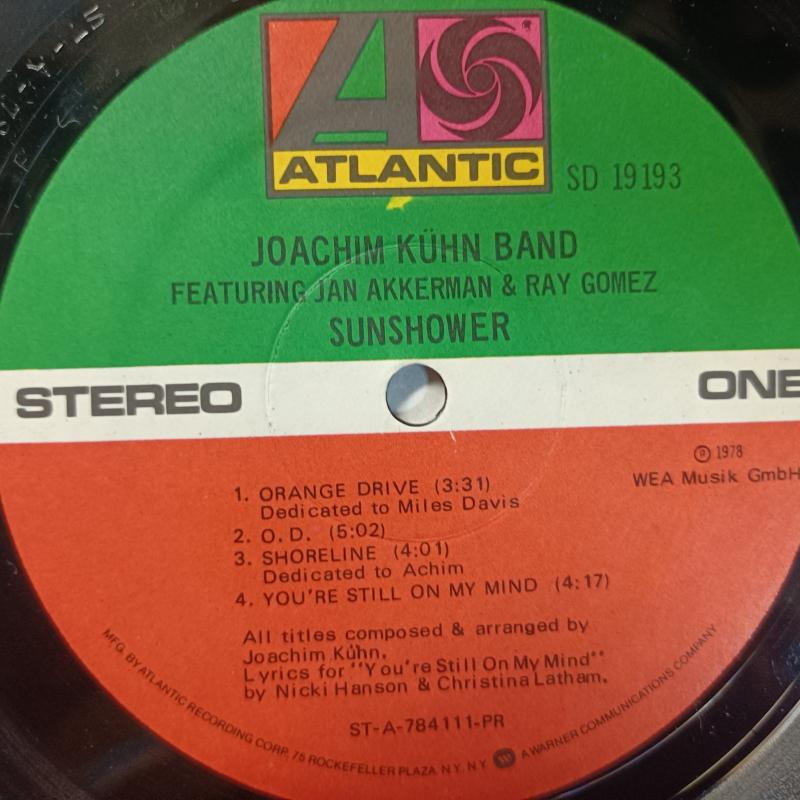 ATLANTIC
SD 19193
JOACHIM KÜHN BAND
FEATURING JAN AKKERMAN & RAY GOMEZ
SUNSHOWER
STEREO
ONE
℗ 1978
WEA Musik GmbH
1. ORANGE DRIVE (3:31)
Dedicated to Miles Davis
2. O.D. (5:02)
3. SHORELINE (4:01)
Dedicated to Achim
4. YOU'RE STILL ON MY MIND (4:17)
All titles composed & arranged by
Joachim Kühn.
Lyrics for "You're Still On My Mind"
by Nicki Hanson & Christina Latham.
ST-A-784111-PR
MFG. BY ATLANTIC RECORDING CORP. 75 ROCKEFELLER PLAZA N.Y. N.Y. A WARNER COMMUNICATIONS COMPANY